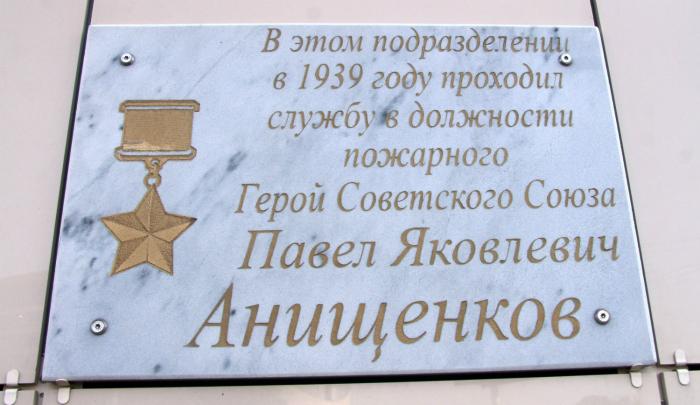 В этом подразделении
в 1939 году проходил
службу в должности
пожарного
Герой Советского Союза
Павел Яковлевич
Анищенков